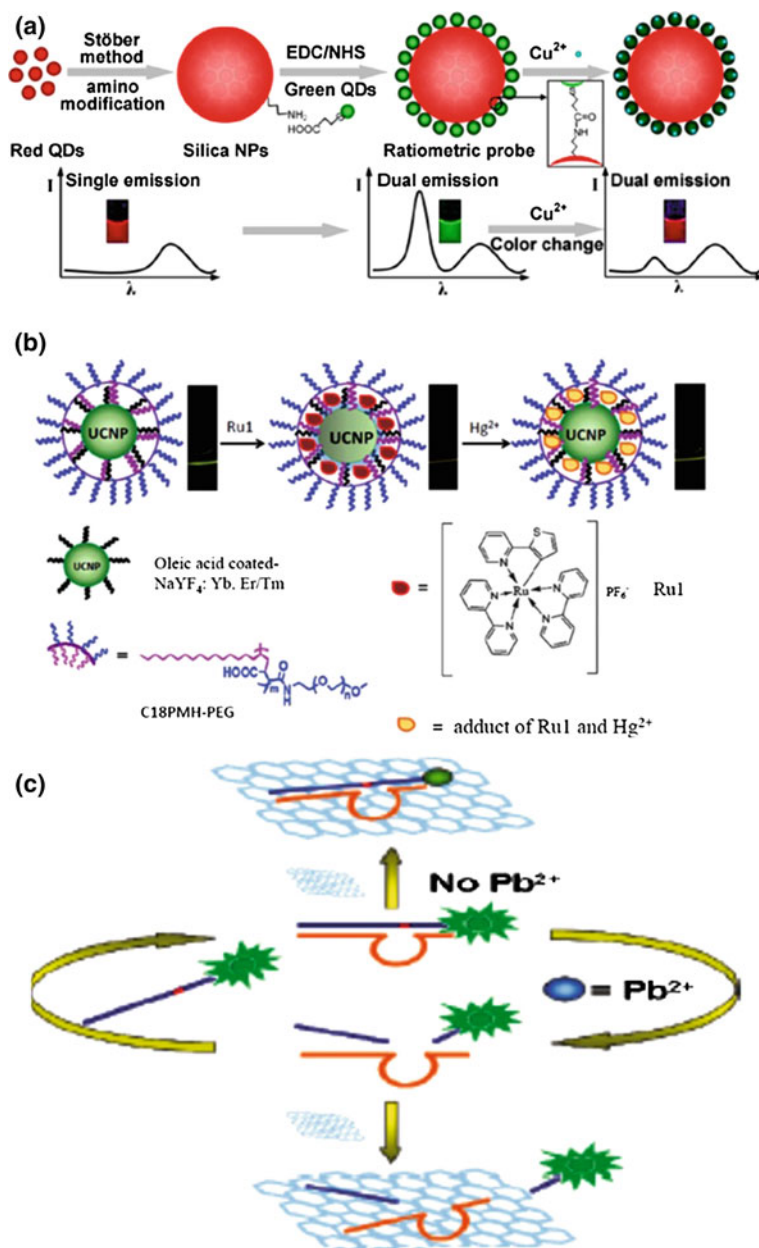 (a)
Stöber method
amino modification
EDC/NHS
Green QDs
Cu²⁺
NH₂
HOOC
S
S
C=O
N-H
Red QDs
Silica NPs
Ratiometric probe
Single emission
Dual emission
Dual emission
I
I
I
Cu²⁺
Color change
λ
λ
λ
(b)
UCNP
Ru1
UCNP
Hg²⁺
UCNP
UCNP
Oleic acid coated-
NaYF₄: Yb, Er/Tm
=
S
N
N
N
Ru
N
N
PF₆⁻
Ru1
=
HOOC
O
m
N
H
O
n
O
C18PMH-PEG
= adduct of Ru1 and Hg²⁺
(c)
No Pb²⁺
= Pb²⁺